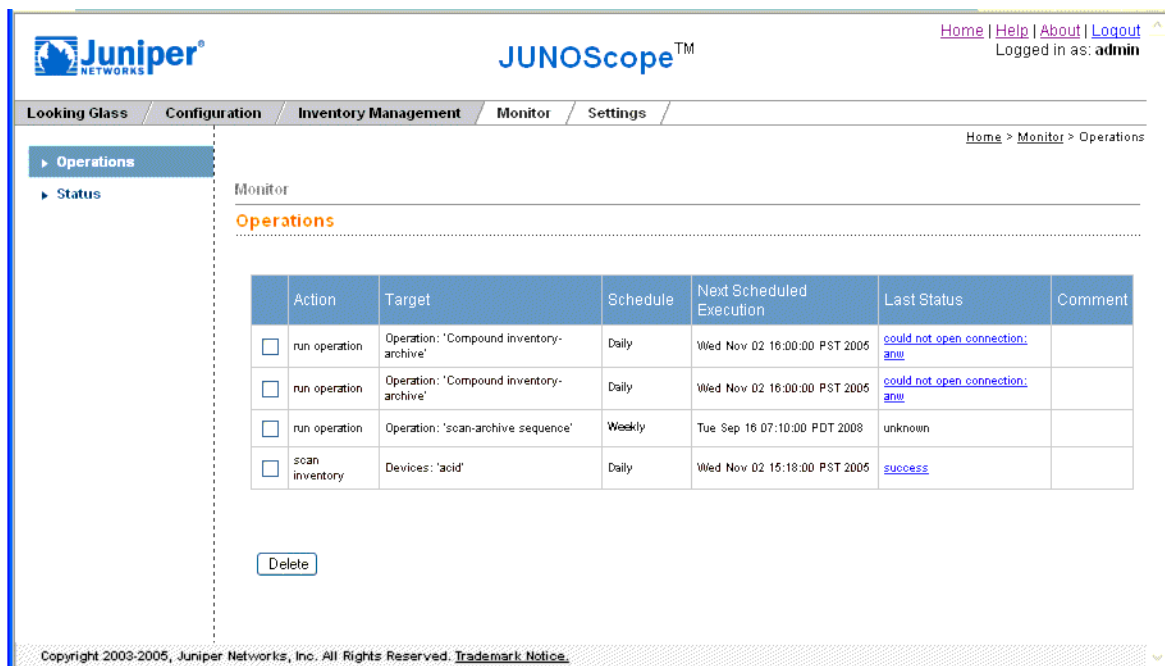 Juniper®
NETWORKS
JUNOScope™
Home | Help | About | Logout
Logged in as: admin
Looking Glass / Configuration / Inventory Management / Monitor / Settings /
Home > Monitor > Operations
Operations
Status
Monitor
Operations
Action Target Schedule Next Scheduled Execution Last Status Comment
run operation Operation: 'Compound inventory-archive' Daily Wed Nov 02 16:00:00 PST 2005 could not open connection: anw
run operation Operation: 'Compound inventory-archive' Daily Wed Nov 02 16:00:00 PST 2005 could not open connection: anw
run operation Operation: 'scan-archive sequence' Weekly Tue Sep 16 07:10:00 PDT 2008 unknown
scan inventory Devices: 'acid' Daily Wed Nov 02 15:18:00 PST 2005 success
Delete
Copyright 2003-2005, Juniper Networks, Inc. All Rights Reserved. Trademark Notice.